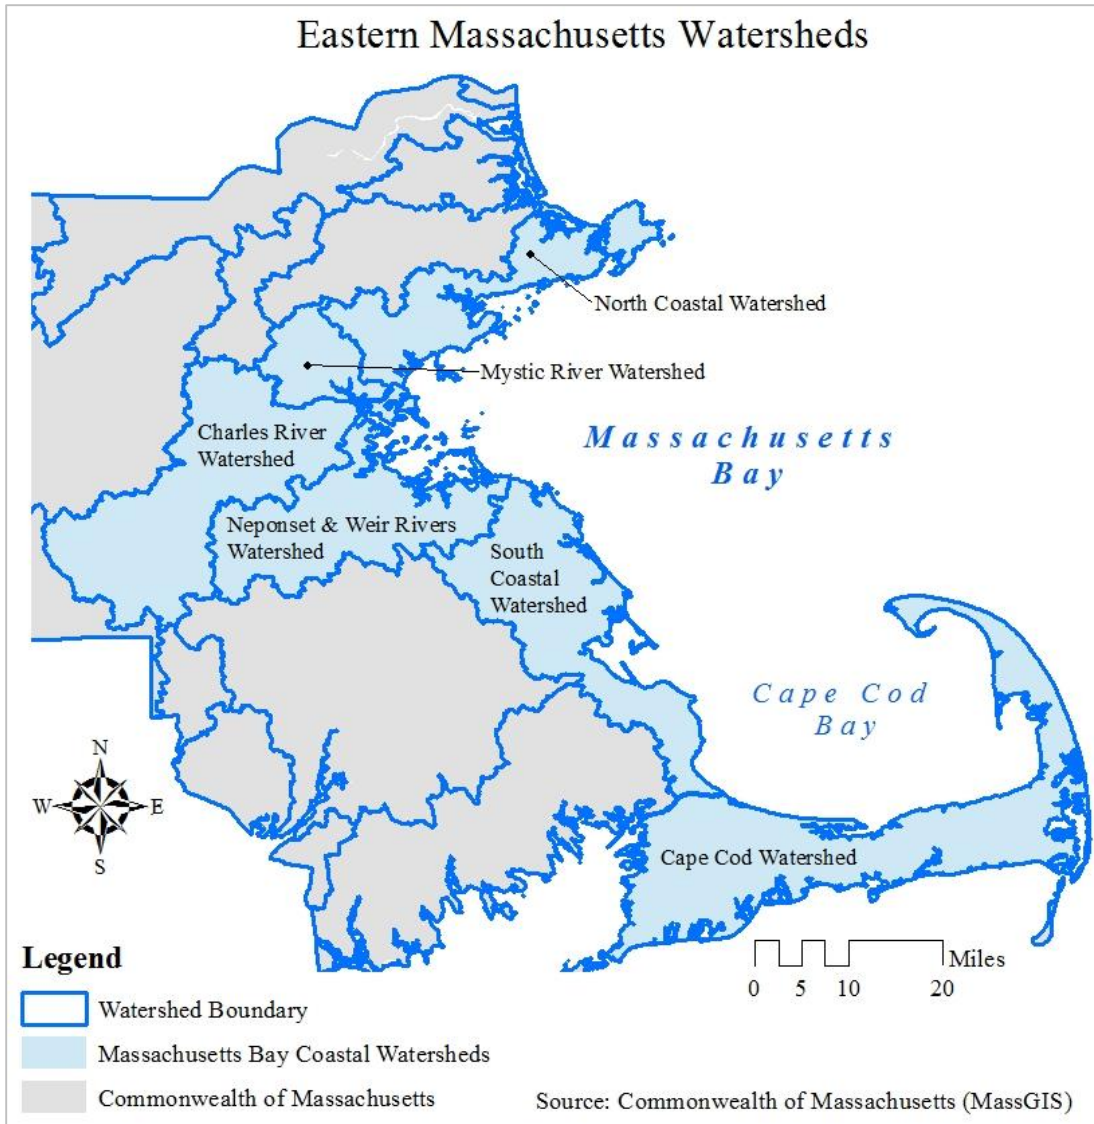 Eastern Massachusetts Watersheds
North Coastal Watershed
Mystic River Watershed
Charles River
Watershed
Massachusetts
Bay
Neponset & Weir Rivers
Watershed
South
Coastal
Watershed
Cape Cod
Bay
N
W
E
S
Cape Cod Watershed
Miles
0 5 10 20
Legend
Watershed Boundary
Massachusetts Bay Coastal Watersheds
Commonwealth of Massachusetts
Source: Commonwealth of Massachusetts (MassGIS)